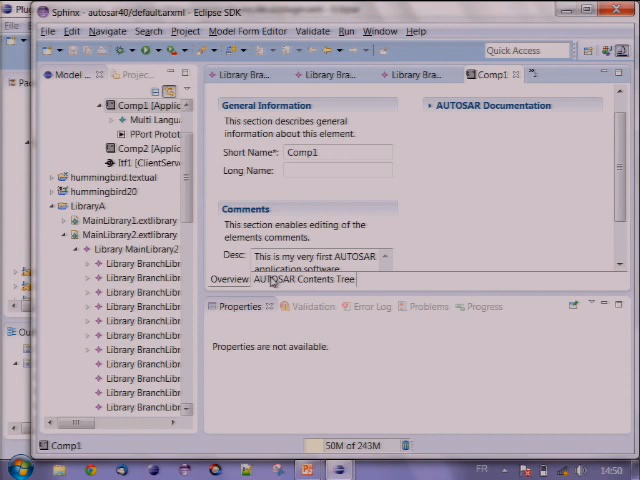 Sphinx - autosar40/default.arxml - Eclipse SDK
File Edit Navigate Search Project Model Form Editor Validate Run Window Help
Quick Access
Model ...
Projec...
Library Bra...
Library Bra...
Library Bra...
Comp1
Comp1 [Applic
Multi Langua
PPort Protot
Comp2 [Applic
Itf1 [ClientServe
hummingbird.textual
hummingbird20
LibraryA
MainLibrary1.extlibrary
MainLibrary2.extlibrary
Library MainLibrary2
Library BranchLibr
Library BranchLibr
Library BranchLibr
Library BranchLibr
Library BranchLibr
Library BranchLibr
Library BranchLibr
Library BranchLibr
Library BranchLibr
Library BranchLibr
Library BranchLibr
General Information
This section describes general
information about this element.
Short Name*: Comp1
Long Name:
AUTOSAR Documentation
Comments
This section enables editing of the
elements comments.
Desc: This is my very first AUTOSAR
application software
Overview AUTOSAR Contents Tree
Properties
Validation
Error Log
Problems
Progress
Properties are not available.
Comp1
50M of 243M
FR
14:50